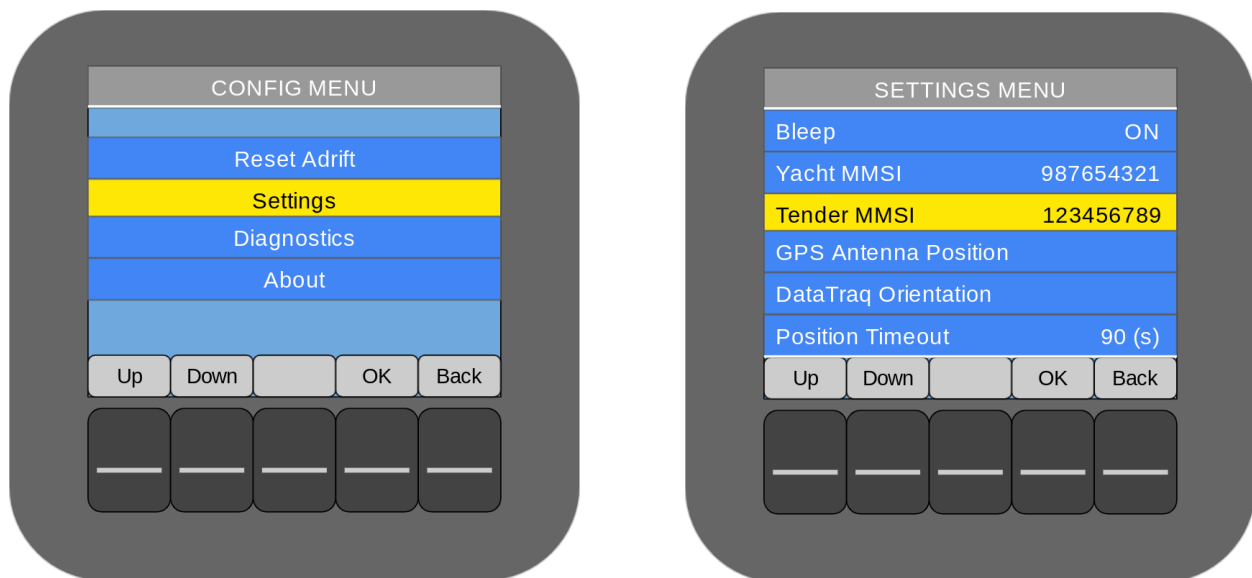 CONFIG MENU
Reset Adrift
Settings
Diagnostics
About
Up Down OK Back
SETTINGS MENU
Bleep ON
Yacht MMSI 987654321
Tender MMSI 123456789
GPS Antenna Position
DataTraq Orientation
Position Timeout 90 (s)
Up Down OK Back